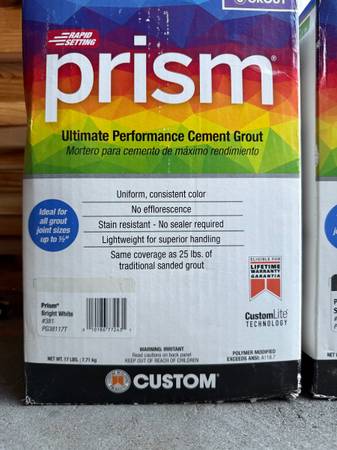 GROUT
RAPID
SETTING
prism®
Ultimate Performance Cement Grout
Mortero para cemento de máximo rendimiento
Uniform, consistent color
No efflorescence
Stain resistant - No sealer required
Lightweight for superior handling
Same coverage as 25 lbs. of
traditional sanded grout
Ideal for
all grout
joint sizes
up to ½"
ELIGIBLE FOR
LIFETIME
WARRANTY
GARANTIA
CustomLite®
TECHNOLOGY
Prism®
Bright White
#381
PG38117T
NET WT. 17 LBS. (7,71 kg)
WARNING: IRRITANT
Read cautions on back panel
KEEP OUT OF REACH OF CHILDREN
POLYMER MODIFIED
EXCEEDS ANSI A118.7
CUSTOM®